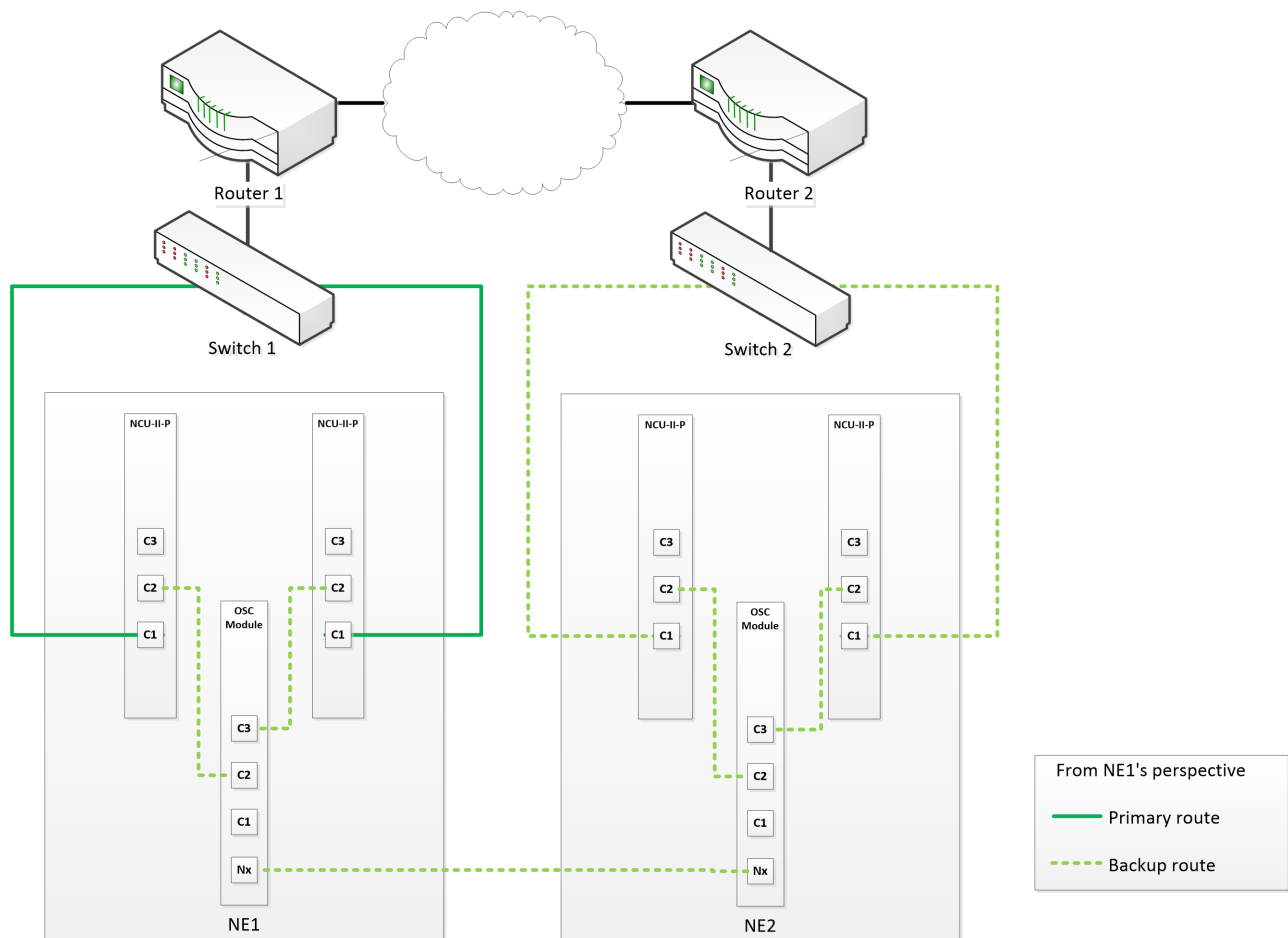 Router 1
Router 2
Switch 1
Switch 2
NCU-II-P
NCU-II-P
C3
C3
C2
C2
OSC
Module
C1
C1
C3
C2
C1
Nx
NE1
NCU-II-P
NCU-II-P
C3
C3
C2
C2
OSC
Module
C1
C1
C3
C2
C1
Nx
NE2
From NE1's perspective
Primary route
Backup route